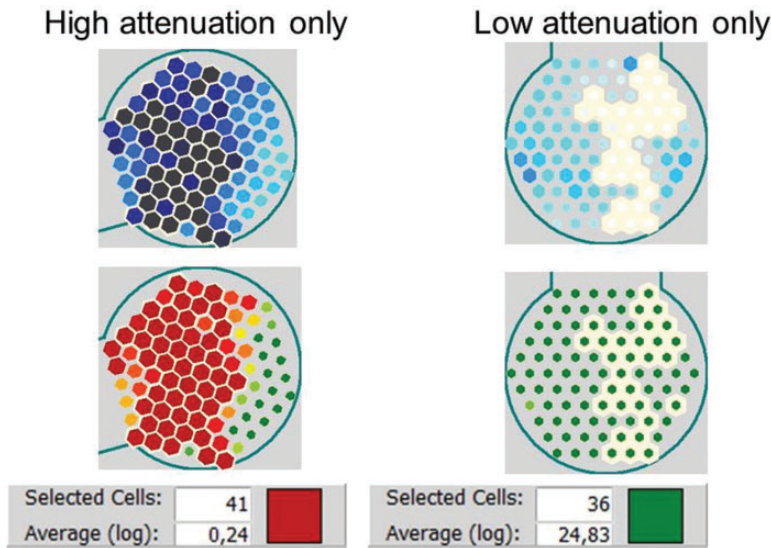 High attenuation only
Low attenuation only
Selected Cells: 41
Average (log): 0,24
Selected Cells: 36
Average (log): 24,83